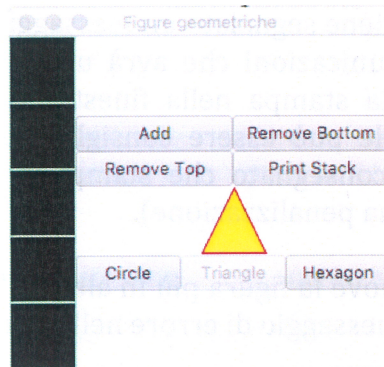 Figure geometriche
Add
Remove Bottom
Remove Top
Print Stack
Circle
Triangle
Hexagon